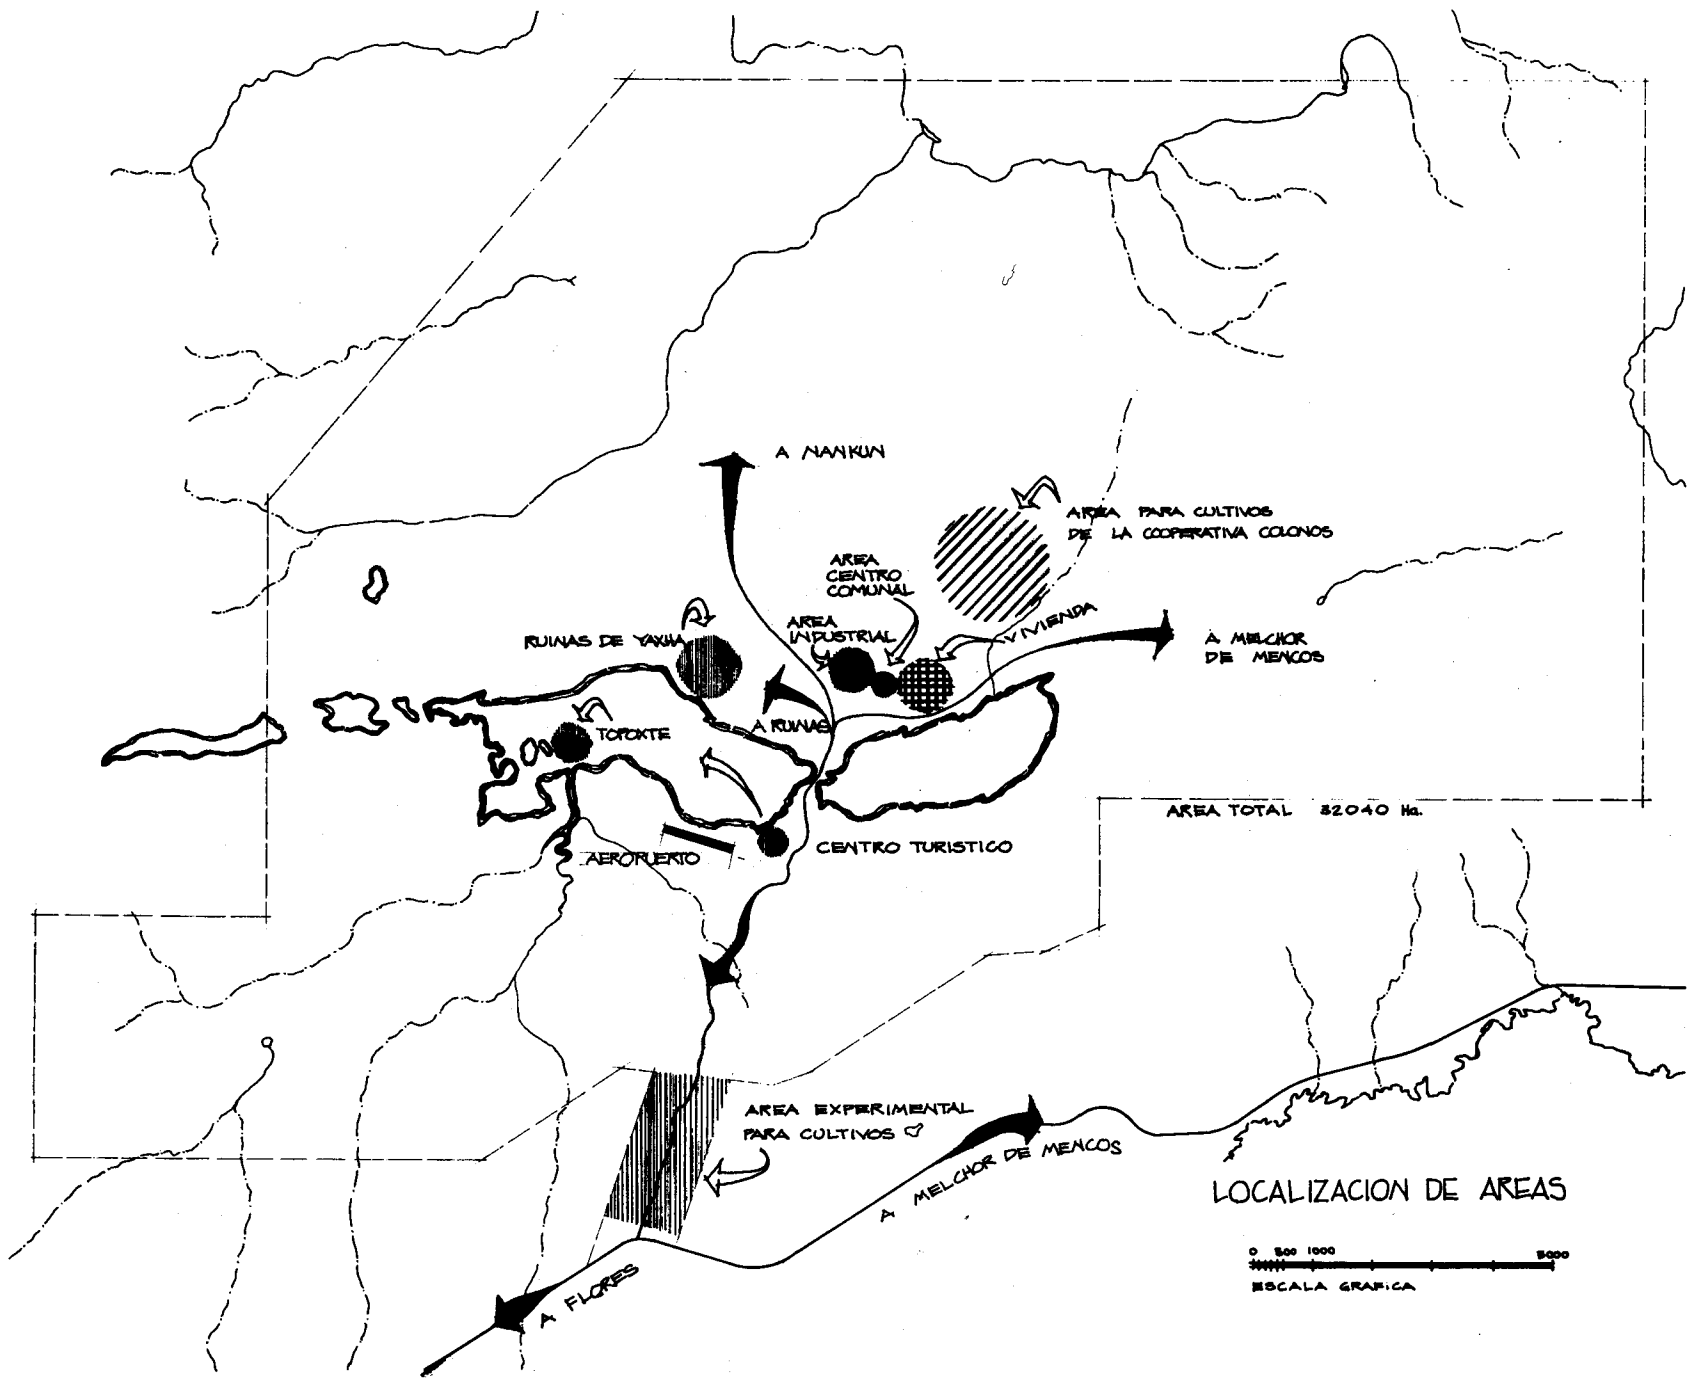 A NANKUN
AREA PARA CULTIVOS
DE LA COOPERATIVA COLONOS
AREA
CENTRO
COMUNAL
VIVIENDA
AREA
INDUSTRIAL
RUINAS DE YAXHA
A MELCHOR
DE MENCOS
A RUINAS
TOPOXTE
AREA TOTAL 32040 Ha.
AEROPUERTO
CENTRO TURISTICO
AREA EXPERIMENTAL
PARA CULTIVOS
A MELCHOR DE MENCOS
LOCALIZACION DE AREAS
0 500 1000 5000
ESCALA GRAFICA
A FLORES